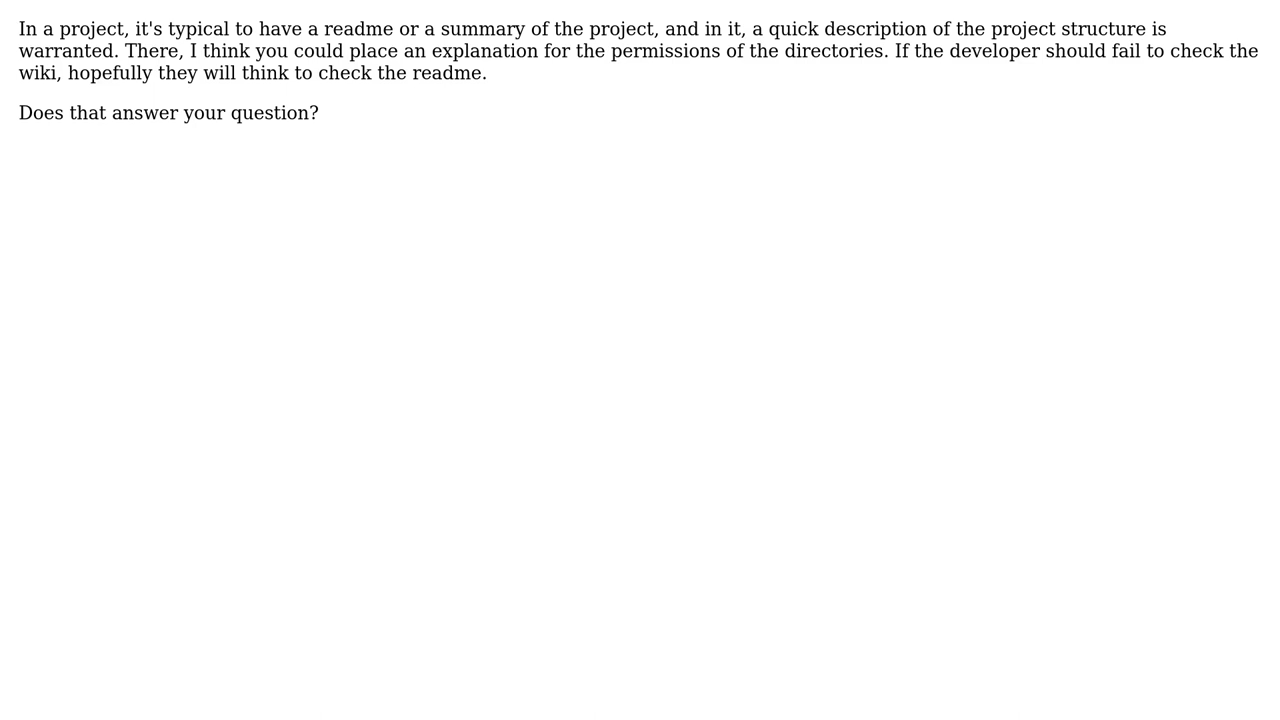 In a project, it's typical to have a readme or a summary of the project, and in it, a quick description of the project structure is
warranted. There, I think you could place an explanation for the permissions of the directories. If the developer should fail to check the
wiki, hopefully they will think to check the readme.
Does that answer your question?